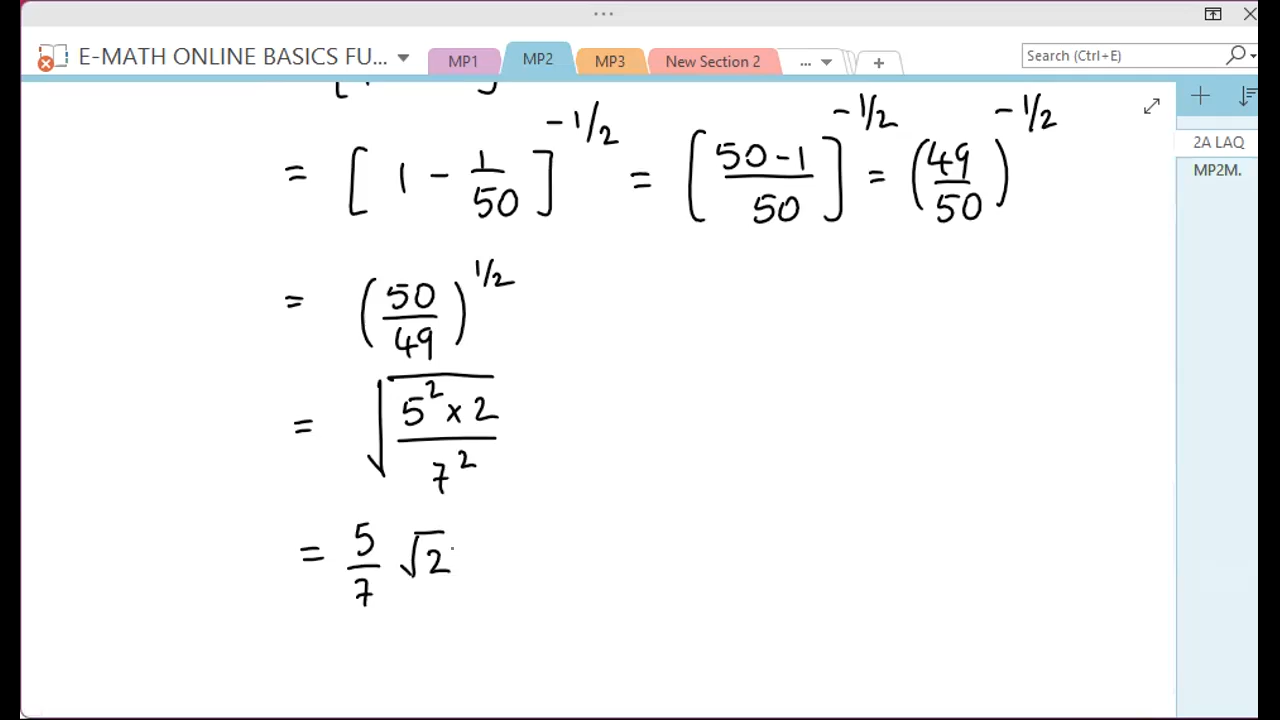 E-MATH ONLINE BASICS FU... MP1 MP2 MP3 New Section 2 ... Search (Ctrl+E)
2A LAQ
MP2M.
= [1 - 1/50]^-1/2 = [50-1/50]^-1/2 = (49/50)^-1/2
= (50/49)^1/2
= √(5² × 2/7²)
= 5/7 √2